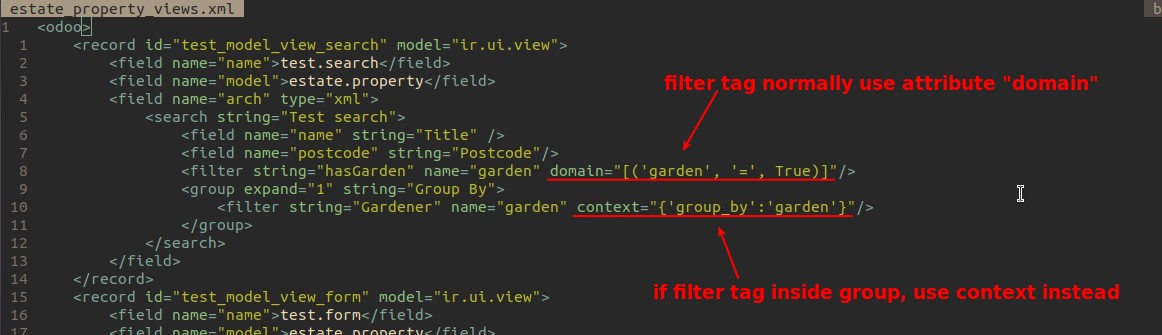 estate_property_views.xml b
1 <odoo>
1 <record id="test_model_view_search" model="ir.ui.view">
2 <field name="name">test.search</field>
3 <field name="model">estate.property</field>
filter tag normally use attribute "domain"
4 <field name="arch" type="xml">
5 <search string="Test search">
6 <field name="name" string="Title" />
7 <field name="postcode" string="Postcode"/>
8 <filter string="hasGarden" name="garden" domain="[('garden', '=', True)]"/>
9 <group expand="1" string="Group By">
10 <filter string="Gardener" name="garden" context="{'group_by':'garden'}"/>
11 </group>
12 </search>
13 </field>
14 </record>
if filter tag inside group, use context instead
15 <record id="test_model_view_form" model="ir.ui.view">
16 <field name="name">test.form</field>
17 <field name="model">estate.property</field>